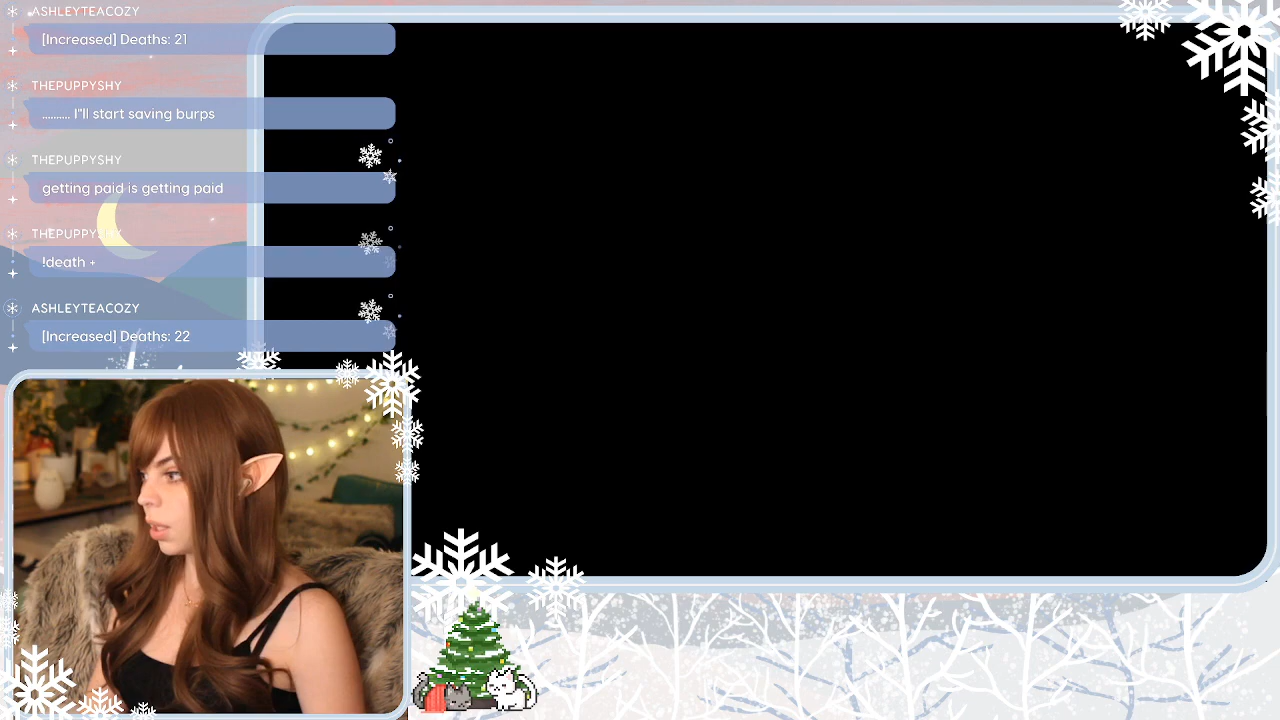 ASHLEYTEACOZY
[Increased] Deaths: 21
THEPUPPYSHY
.......... I"ll start saving burps
THEPUPPYSHY
getting paid is getting paid
THEPUPPYSHY
!death +
ASHLEYTEACOZY
[Increased] Deaths: 22